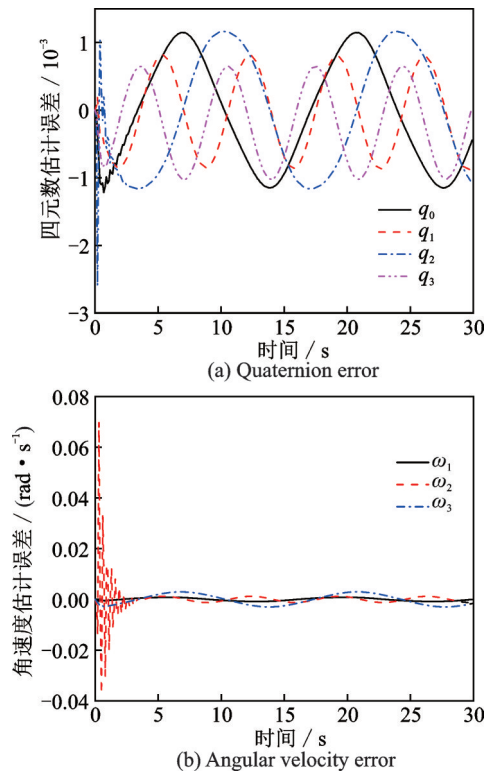 四元数估计误差 / 10⁻³
1
0
−1
−2
−3
q₀
q₁
q₂
q₃
0 5 10 15 20 25 30
时间 / s
(a) Quaternion error
角速度估计误差 / (rad • s⁻¹)
0.08
0.06
0.04
0.02
0.00
−0.02
−0.04
ω₁
ω₂
ω₃
0 5 10 15 20 25 30
时间 / s
(b) Angular velocity error